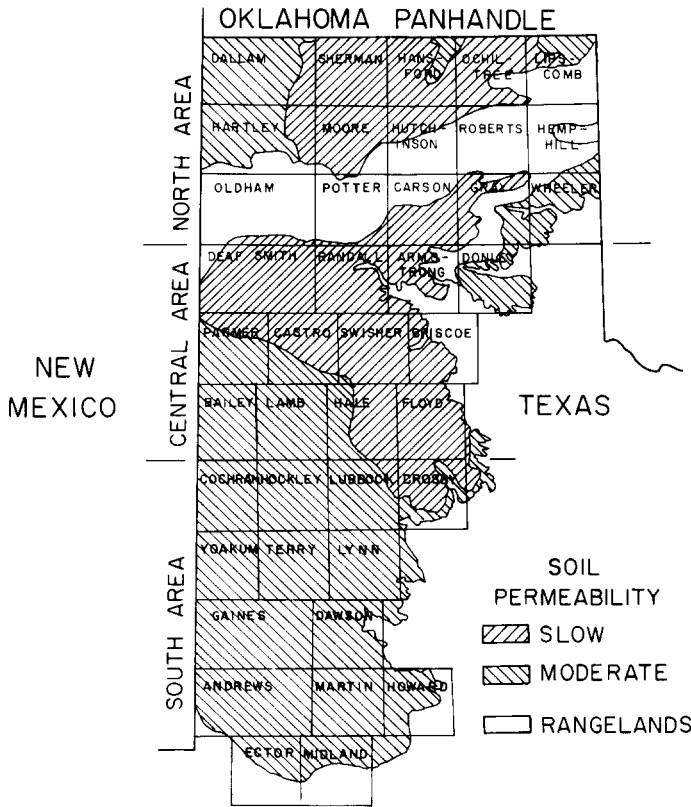 OKLAHOMA PANHANDLE
DALLAM SHERMAN HANS-
FORD OCHIL-
TREE LIPS-
COMB
HARTLEY MOORE HUTCH-
INSON ROBERTS HEMP-
HILL
OLDHAM POTTER CARSON GRAY WHEELER
NORTH AREA
DEAF SMITH RANDALL ARM-
STRONG DONLEY
PARMER CASTRO SWISHER BRISCOE
CENTRAL AREA
NEW
MEXICO
TEXAS
BAILEY LAMB HALE FLOYD
COCHRAN HOCKLEY LUBBOCK CROSBY
YOAKUM TERRY LYNN
SOUTH AREA
GAINES DAWSON
ANDREWS MARTIN HOWARD
ECTOR MIDLAND
SOIL
PERMEABILITY
SLOW
MODERATE
RANGELANDS